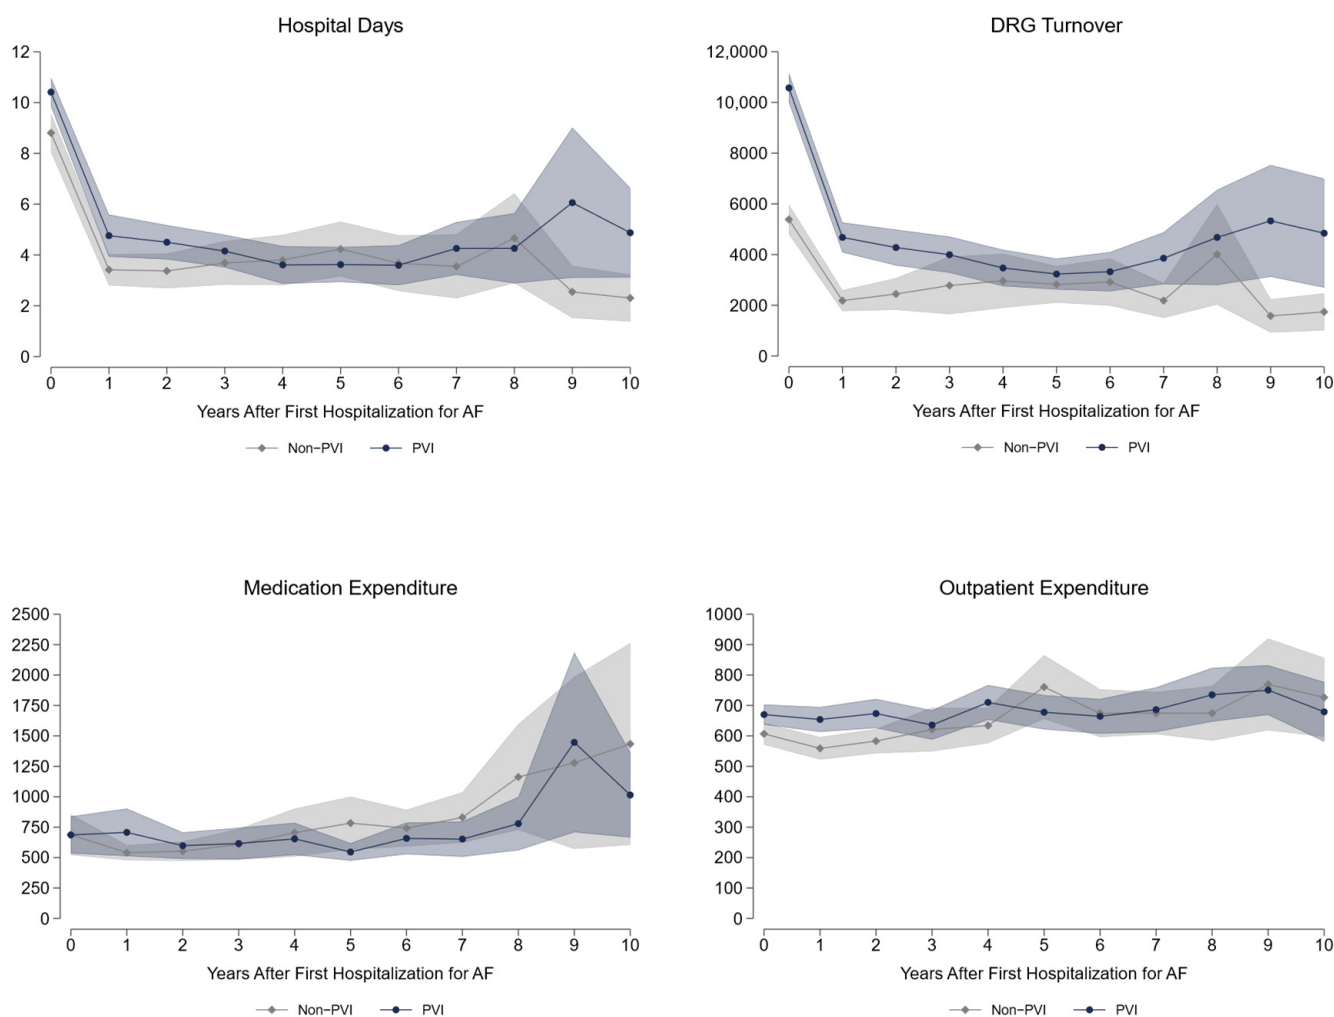 Hospital Days
12
10
8
6
4
2
0
0 1 2 3 4 5 6 7 8 9 10
Years After First Hospitalization for AF
Non−PVI PVI
DRG Turnover
12,0000
10,000
8000
6000
4000
2000
0
0 1 2 3 4 5 6 7 8 9 10
Years After First Hospitalization for AF
Non−PVI PVI
Medication Expenditure
2500
2250
2000
1750
1500
1250
1000
750
500
250
0
0 1 2 3 4 5 6 7 8 9 10
Years After First Hospitalization for AF
Non−PVI PVI
Outpatient Expenditure
1000
900
800
700
600
500
400
300
200
100
0
0 1 2 3 4 5 6 7 8 9 10
Years After First Hospitalization for AF
Non−PVI PVI